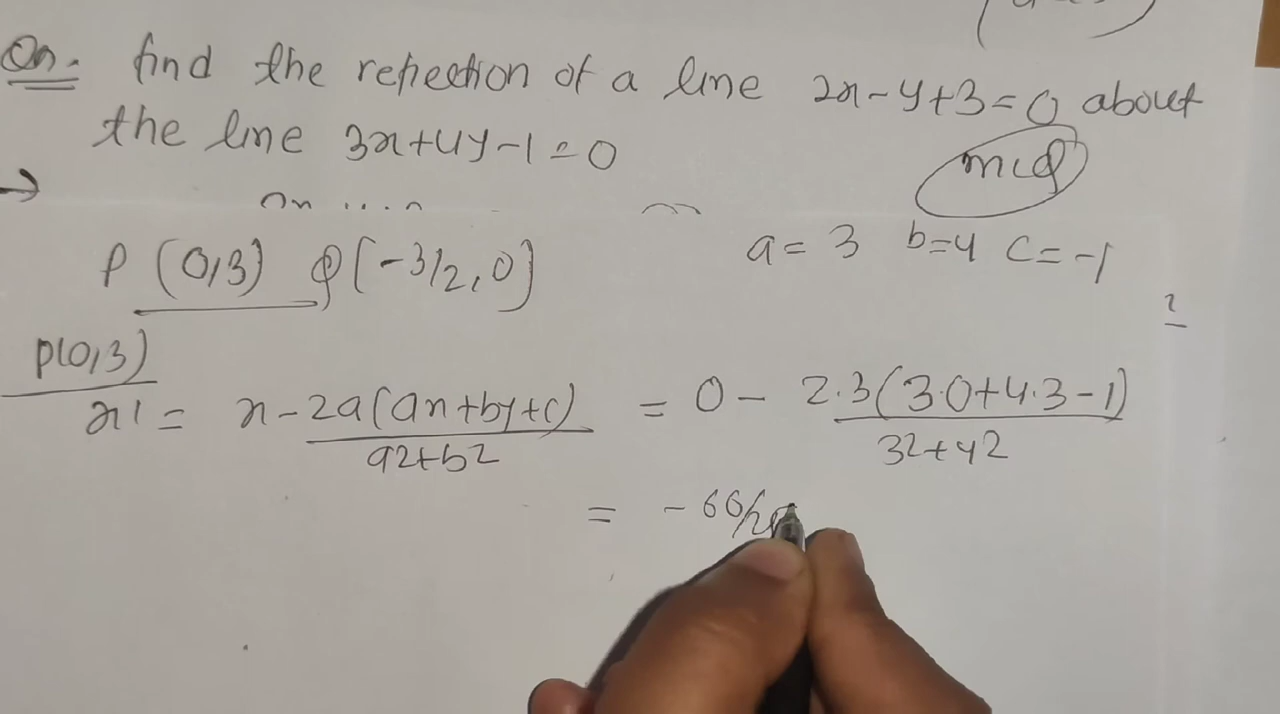 Qn. find the reflection of a line 2x-y+3=0 about
the line 3x+4y-1=0
mcq
→
a=3 b=4 c=-1
P(0,3) Q(-3/2,0)
P(0,3)
x' = x-2a(ax+by+c)/a2+b2 = 0- 2.3(3.0+4.3-1)/32+42
= -66/2